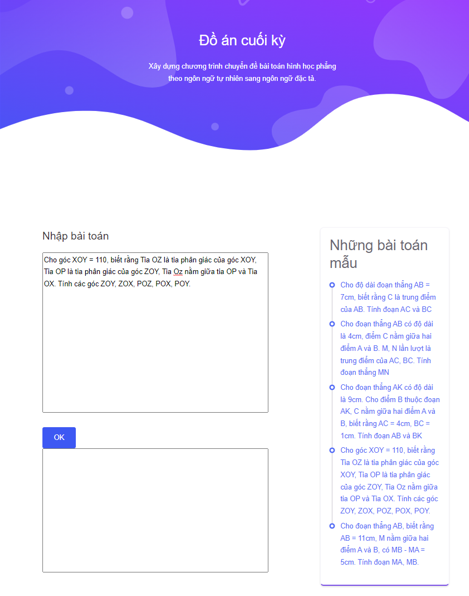 Đồ án cuối kỳ
Xây dựng chương trình chuyển đề bài toán hình học phẳng
theo ngôn ngữ tự nhiên sang ngôn ngữ đặc tả.
Nhập bài toán
Cho góc XOY = 110, biết rằng Tia OZ là tia phân giác của góc XOY,
Tia OP là tia phân giác của góc ZOY, Tia Oz nằm giữa tia OP và Tia
OX. Tính các góc ZOY, ZOX, POZ, POX, POY.
OK
Những bài toán
mẫu
Cho độ dài đoạn thẳng AB =
7cm, biết rằng C là trung điểm
của AB. Tính đoạn AC và BC
Cho đoạn thẳng AB có độ dài
là 4cm, điểm C nằm giữa hai
điểm A và B. M, N lần lượt là
trung điểm của AC, BC. Tính
đoạn thẳng MN
Cho đoạn thẳng AK có độ dài
là 9cm. Cho điểm B thuộc đoạn
AK, C nằm giữa hai điểm A và
B, biết rằng AC = 4cm, BC =
1cm. Tính đoạn AB và BK
Cho góc XOY = 110, biết rằng
Tia OZ là tia phân giác của góc
XOY, Tia OP là tia phân giác
của góc ZOY, Tia Oz nằm giữa
tia OP và Tia OX. Tính các góc
ZOY, ZOX, POZ, POX, POY.
Cho đoạn thẳng AB, biết rằng
AB = 11cm, M nằm giữa hai
điểm A và B, có MB - MA =
5cm. Tính đoạn MA, MB.